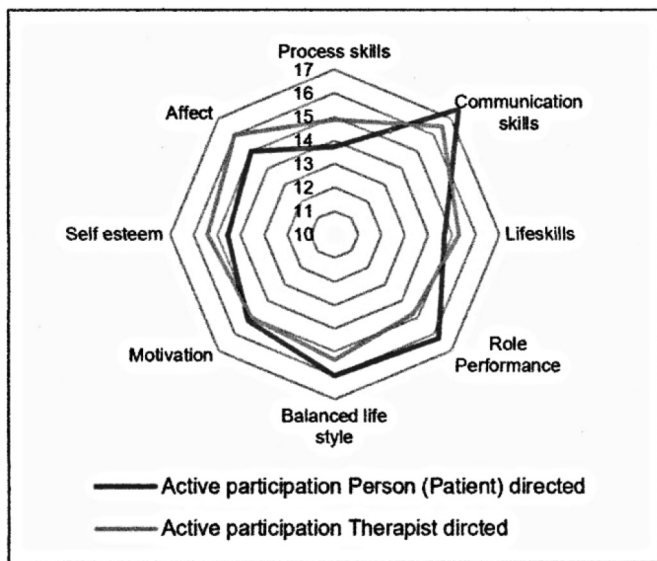 Process skills
17
16
15
14
13
12
11
10
Affect
Communication
skills
Self esteem
Lifeskills
Motivation
Role
Performance
Balanced life
style
Active participation Person (Patient) directed
Active participation Therapist dircted